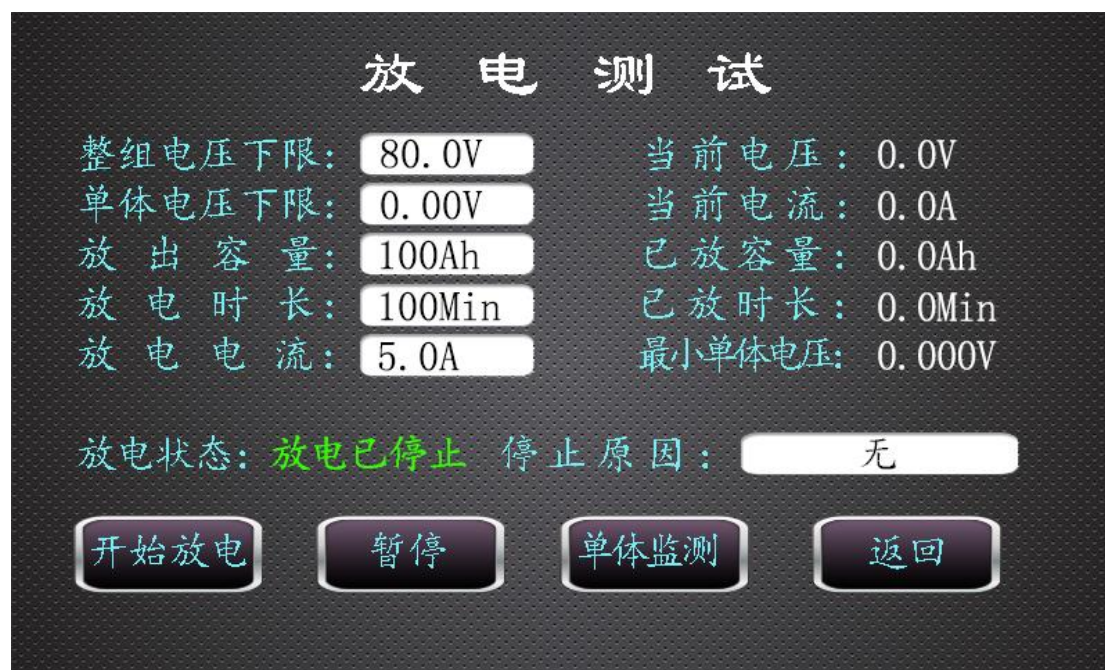 放电测试
整组电压下限: 80.0V 当前电压: 0.0V
单体电压下限: 0.00V 当前电流: 0.0A
放出容量: 100Ah 已放容量: 0.0Ah
放电时长: 100Min 已放时长: 0.0Min
放电电流: 5.0A 最小单体电压: 0.000V
放电状态: 放电已停止 停止原因: 无
开始放电 暂停 单体监测 返回